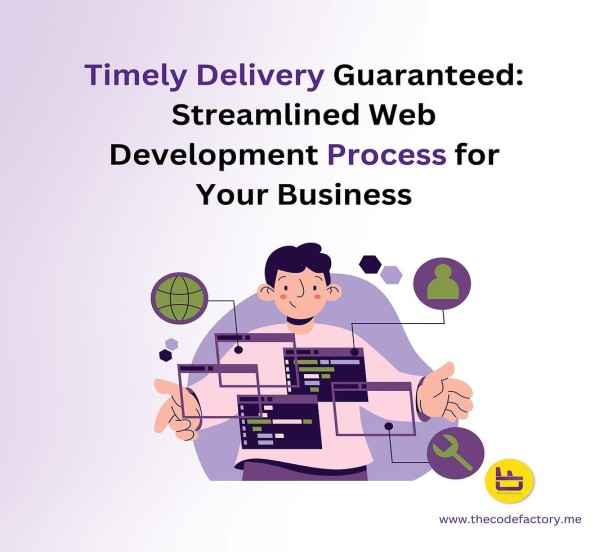 Timely Delivery Guaranteed:
Streamlined Web
Development Process for
Your Business
www.thecodefactory.me